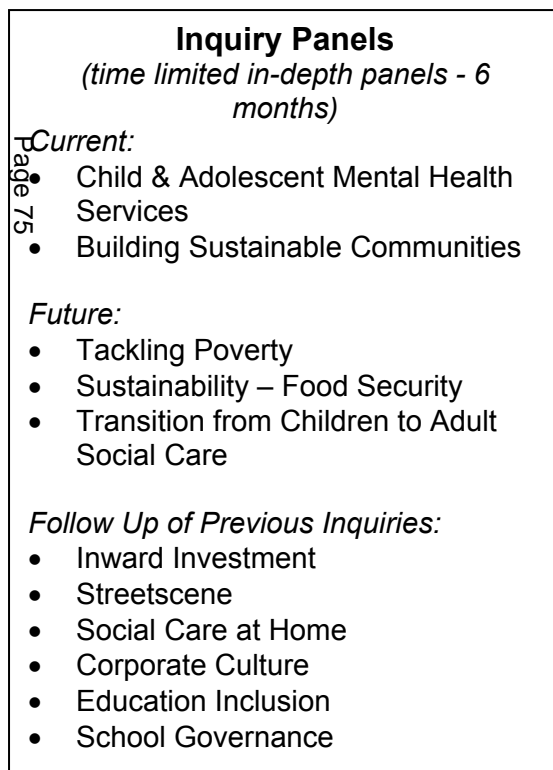 Inquiry Panels
(time limited in-depth panels - 6
months)
Current:
• Child & Adolescent Mental Health
Services
• Building Sustainable Communities
Future:
• Tackling Poverty
• Sustainability – Food Security
• Transition from Children to Adult
Social Care
Follow Up of Previous Inquiries:
• Inward Investment
• Streetscene
• Social Care at Home
• Corporate Culture
• Education Inclusion
• School Governance
Page 75